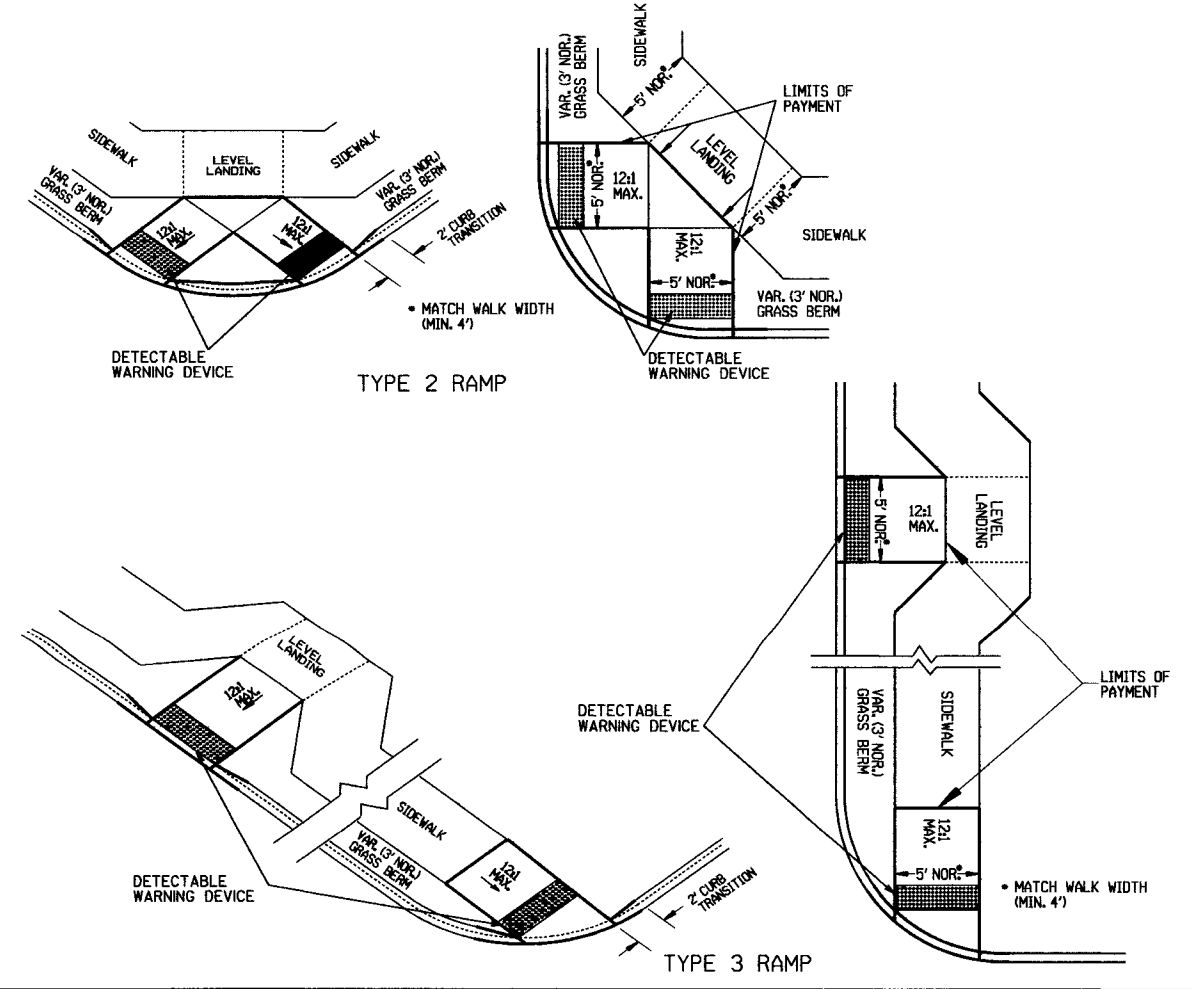 SIDEWALK
LEVEL
LANDING
SIDEWALK
VAR. (3' NOR.)
GRASS BERM
VAR. (3' NOR.)
GRASS BERM
12:1
MAX.
12:1
MAX.
2' CURB
TRANSITION
* MATCH WALK WIDTH
(MIN. 4')
DETECTABLE
WARNING DEVICE
TYPE 2 RAMP
VAR. (3' NOR.)
GRASS BERM
SIDEWALK
5' NOR.*
LIMITS OF
PAYMENT
LEVEL
LANDING
5' NOR.*
12:1
MAX.
5' NOR.*
SIDEWALK
12:1
MAX.
5' NOR.*
VAR. (3' NOR.)
GRASS BERM
DETECTABLE
WARNING DEVICE
LEVEL
LANDING
12:1
MAX.
SIDEWALK
VAR. (3' NOR.)
GRASS BERM
12:1
MAX.
DETECTABLE
WARNING DEVICE
2' CURB
TRANSITION
TYPE 3 RAMP
5' NOR.*
12:1
MAX.
LEVEL
LANDING
LIMITS OF
PAYMENT
DETECTABLE
WARNING DEVICE
VAR. (3' NOR.)
GRASS BERM
SIDEWALK
12:1
MAX.
5' NOR.*
* MATCH WALK WIDTH
(MIN. 4')